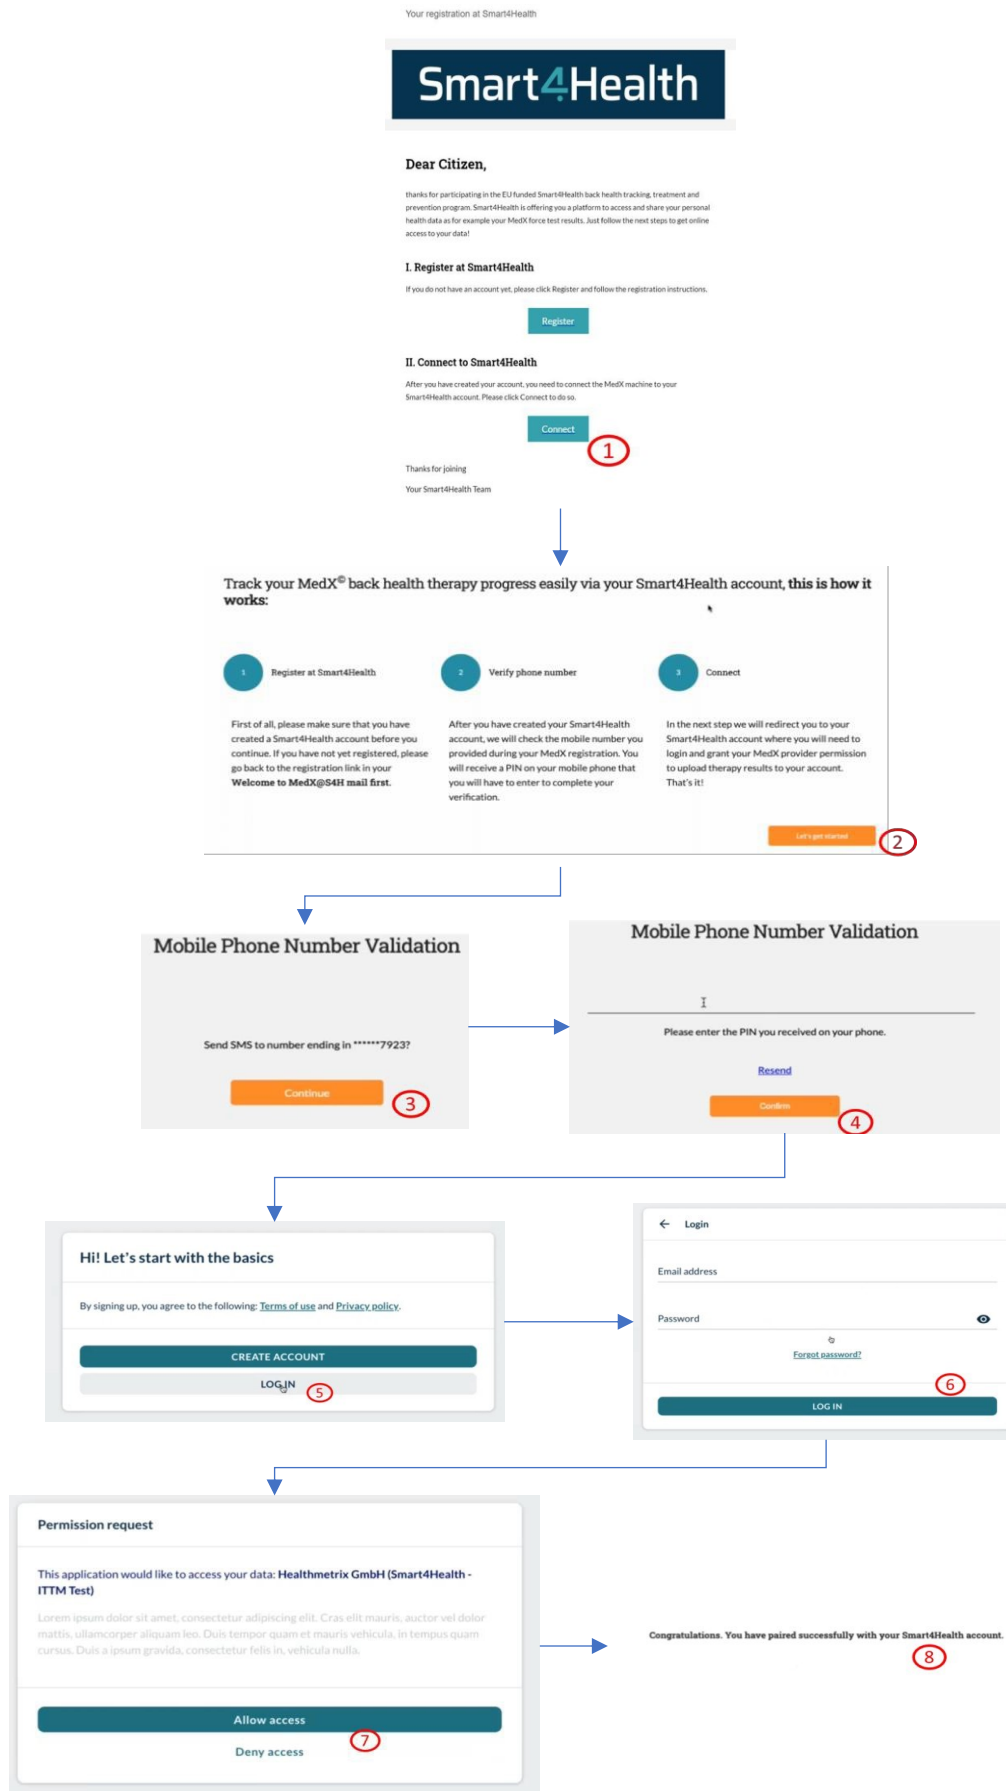 Your registration at Smart4Health
Smart4Health
Dear Citizen,
thanks for participating in the EU funded Smart4Health back health tracking, treatment and
prevention program. Smart4Health is offering you a platform to access and share your personal
health data as for example your MedX force test results. Just follow the next steps to get online
access to your data!
I. Register at Smart4Health
If you do not have an account yet, please click Register and follow the registration instructions.
Register
II. Connect to Smart4Health
After you have created your account, you need to connect the MedX machine to your
Smart4Health account. Please click Connect to do so.
Connect
1
Thanks for joining
Your Smart4Health Team
Track your MedX© back health therapy progress easily via your Smart4Health account, this is how it
works:
1 Register at Smart4Health
First of all, please make sure that you have
created a Smart4Health account before you
continue. If you have not yet registered, please
go back to the registration link in your
Welcome to MedX@S4H mail first.
2 Verify phone number
After you have created your Smart4Health
account, we will check the mobile number you
provided during your MedX registration. You
will receive a PIN on your mobile phone that
you will have to enter to complete your
verification.
3 Connect
In the next step we will redirect you to your
Smart4Health account where you will need to
login and grant your MedX provider permission
to upload therapy results to your account.
That's it!
Let's get started
2
Mobile Phone Number Validation
Send SMS to number ending in ******7923?
Continue
3
Mobile Phone Number Validation
Please enter the PIN you received on your phone.
Resend
Confirm
4
Hi! Let's start with the basics
By signing up, you agree to the following: Terms of use and Privacy policy.
CREATE ACCOUNT
LOG IN
5
← Login
Email address
Password
Forgot password?
6
LOG IN
Permission request
This application would like to access your data: Healthmetrix GmbH (Smart4Health -
ITTM Test)
Lorem ipsum dolor sit amet, consectetur adipiscing elit. Cras elit mauris, auctor vel dolor
mattis, ullamcorper aliquam leo. Duis tempor quam et mauris vehicula, in tempus quam
cursus. Duis a ipsum gravida, consectetur felis in, vehicula nulla.
Allow access
7
Deny access
Congratulations. You have paired successfully with your Smart4Health account.
8